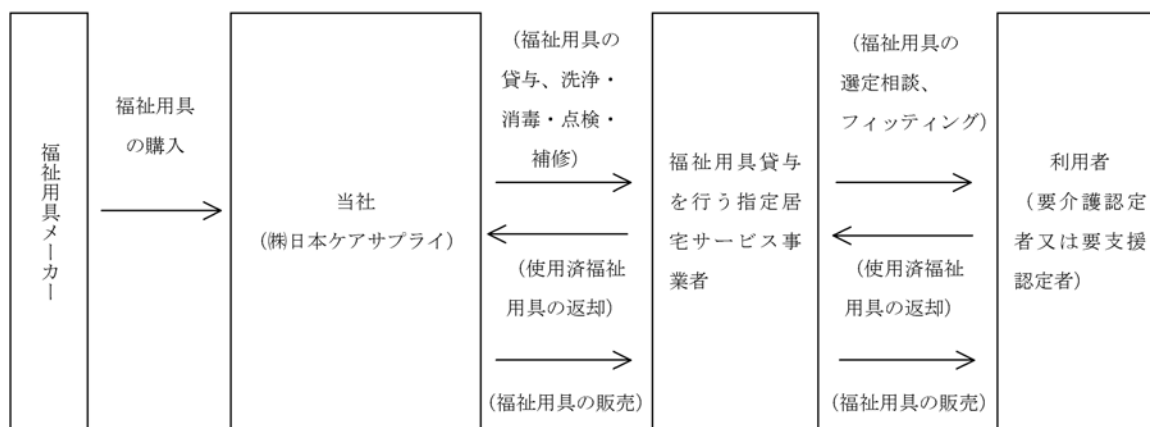 福祉用具メーカー
福祉用具
の購入
当社
（㈱日本ケアサプライ）
（福祉用具の
貸与、洗浄・
消毒・点検・
補修）
（使用済福祉
用具の返却）
（福祉用具の販売）
福祉用具貸与
を行う指定居
宅サービス事
業者
（福祉用具の
選定相談、
フィッティング）
（使用済福祉
用具の返却）
（福祉用具の販売）
利用者
（要介護認定
者又は要支援
認定者）